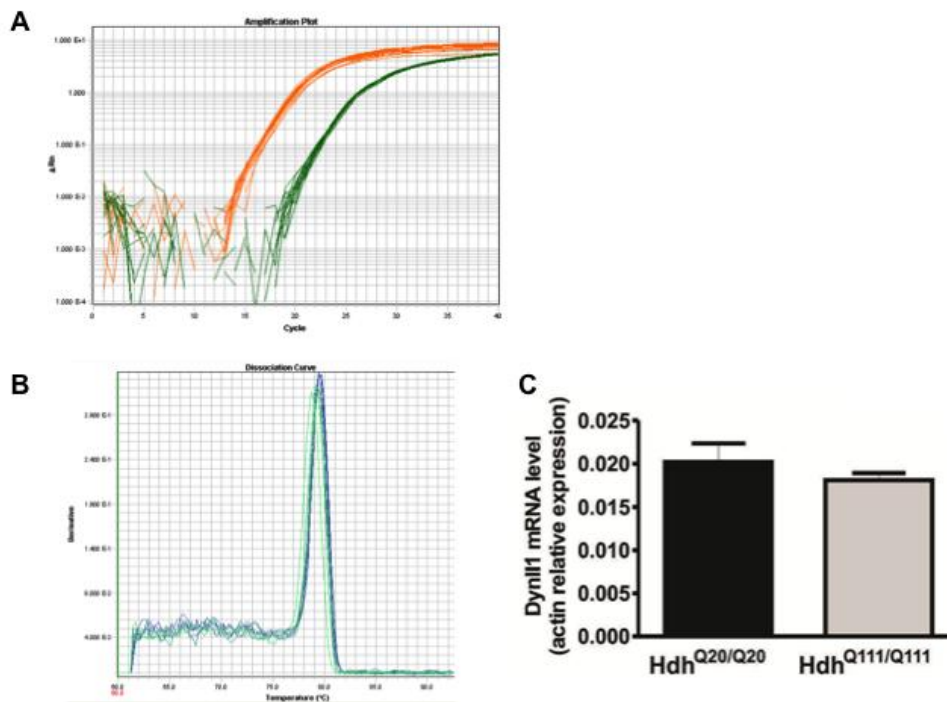 A
Amplification Plot
1.000 E+1
1.000
1.000 E-1
1.000 E-2
1.000 E-3
1.000 E-4
ΔRn
0 5 10 15 20 25 30 35 40
Cycle
B
Dissociation Curve
Derivative
Temperature (°C)
C
0.025
0.020
0.015
0.010
0.005
0.000
Dynll1 mRNA level
(actin relative expression)
Hdh^Q20/Q20 Hdh^Q111/Q111